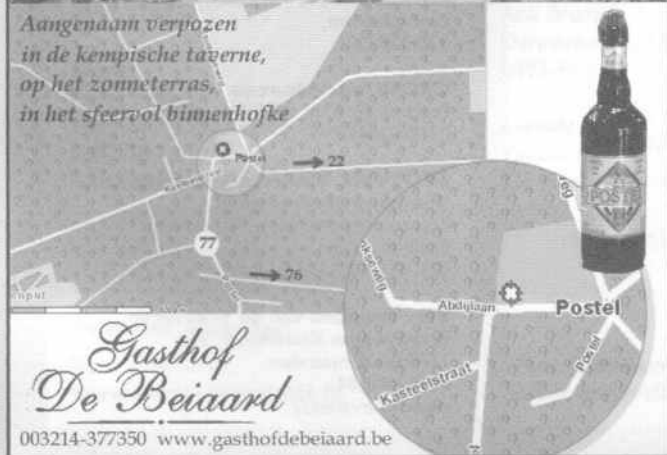 Aangenaam verpozen
in de kempische taverne,
op het zonneterras,
in het sfeervol binnenhofke
Postel
22
77
76
Abdijlaan
Postel
Postel
Kasteelstraat
POSTEL
Gasthof
De Beiaard
003214-377350 www.gasthofdebeiaard.be